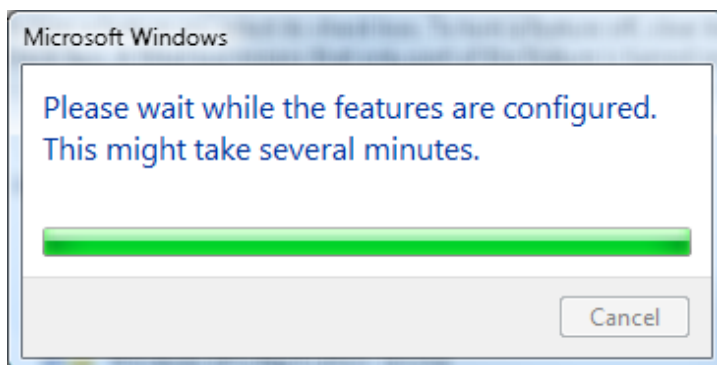 Microsoft Windows
Please wait while the features are configured.
This might take several minutes.
Cancel